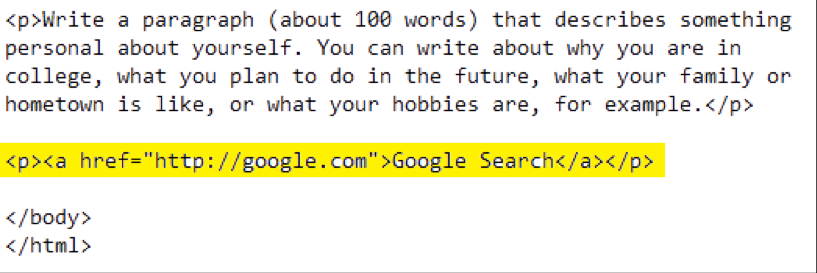 <p>Write a paragraph (about 100 words) that describes something
personal about yourself. You can write about why you are in
college, what you plan to do in the future, what your family or
hometown is like, or what your hobbies are, for example.</p>
<p><a href="http://google.com">Google Search</a></p>
</body>
</html>